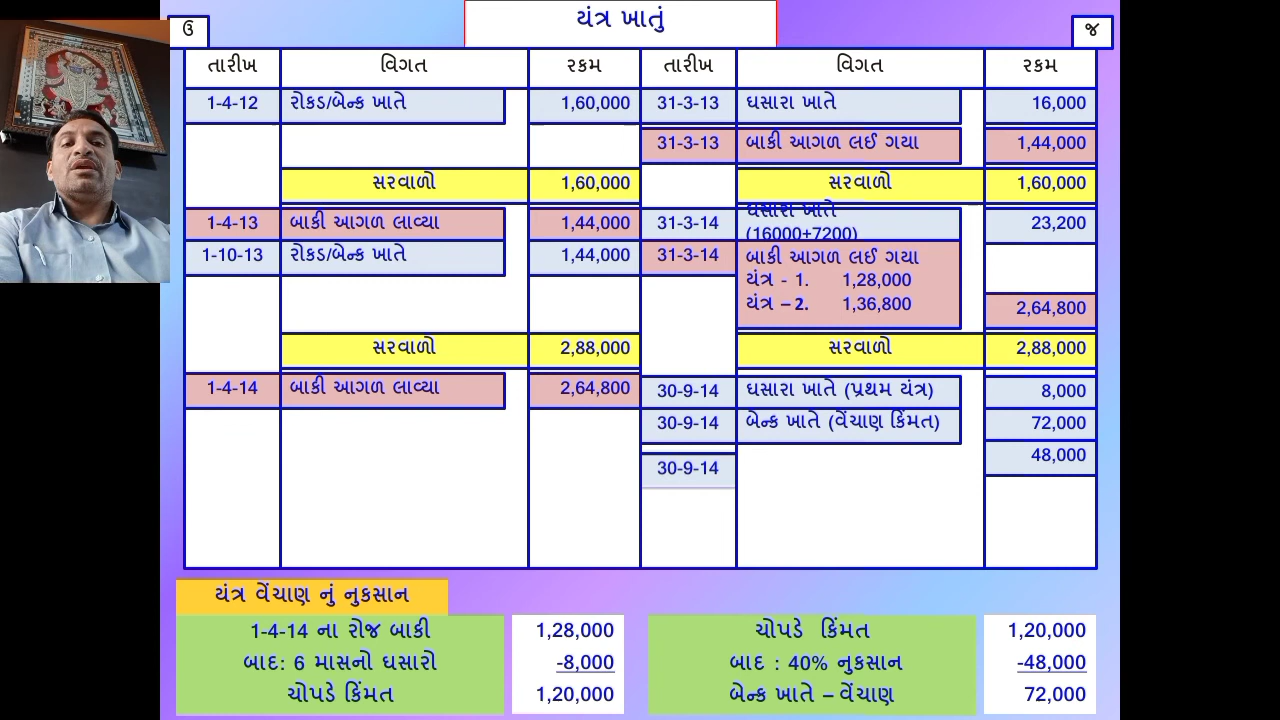 યંત્ર ખાતું
ઉ
જ
તારીખ વિગત રકમ તારીખ વિગત રકમ
1-4-12 રોકડ/બેન્ક ખાતે 1,60,000 31-3-13 ઘસારા ખાતે 16,000
31-3-13 બાકી આગળ લઈ ગયા 1,44,000
સરવાળો 1,60,000 સરવાળો 1,60,000
1-4-13 બાકી આગળ લાવ્યા 1,44,000 31-3-14 ઘસારા ખાતે 23,200
(16000+7200)
1-10-13 રોકડ/બેન્ક ખાતે 1,44,000 31-3-14 બાકી આગળ લઈ ગયા
યંત્ર - 1. 1,28,000
યંત્ર – 2. 1,36,800 2,64,800
સરવાળો 2,88,000 સરવાળો 2,88,000
1-4-14 બાકી આગળ લાવ્યા 2,64,800 30-9-14 ઘસારા ખાતે (પ્રથમ યંત્ર) 8,000
30-9-14 બેન્ક ખાતે (વેંચાણ કિંમત) 72,000
48,000
30-9-14
યંત્ર વેંચાણ નું નુકસાન
1-4-14 ના રોજ બાકી 1,28,000 ચોપડે કિંમત 1,20,000
બાદ: 6 માસનો ઘસારો -8,000 બાદ : 40% નુકસાન -48,000
ચોપડે કિંમત 1,20,000 બેન્ક ખાતે – વેંચાણ 72,000